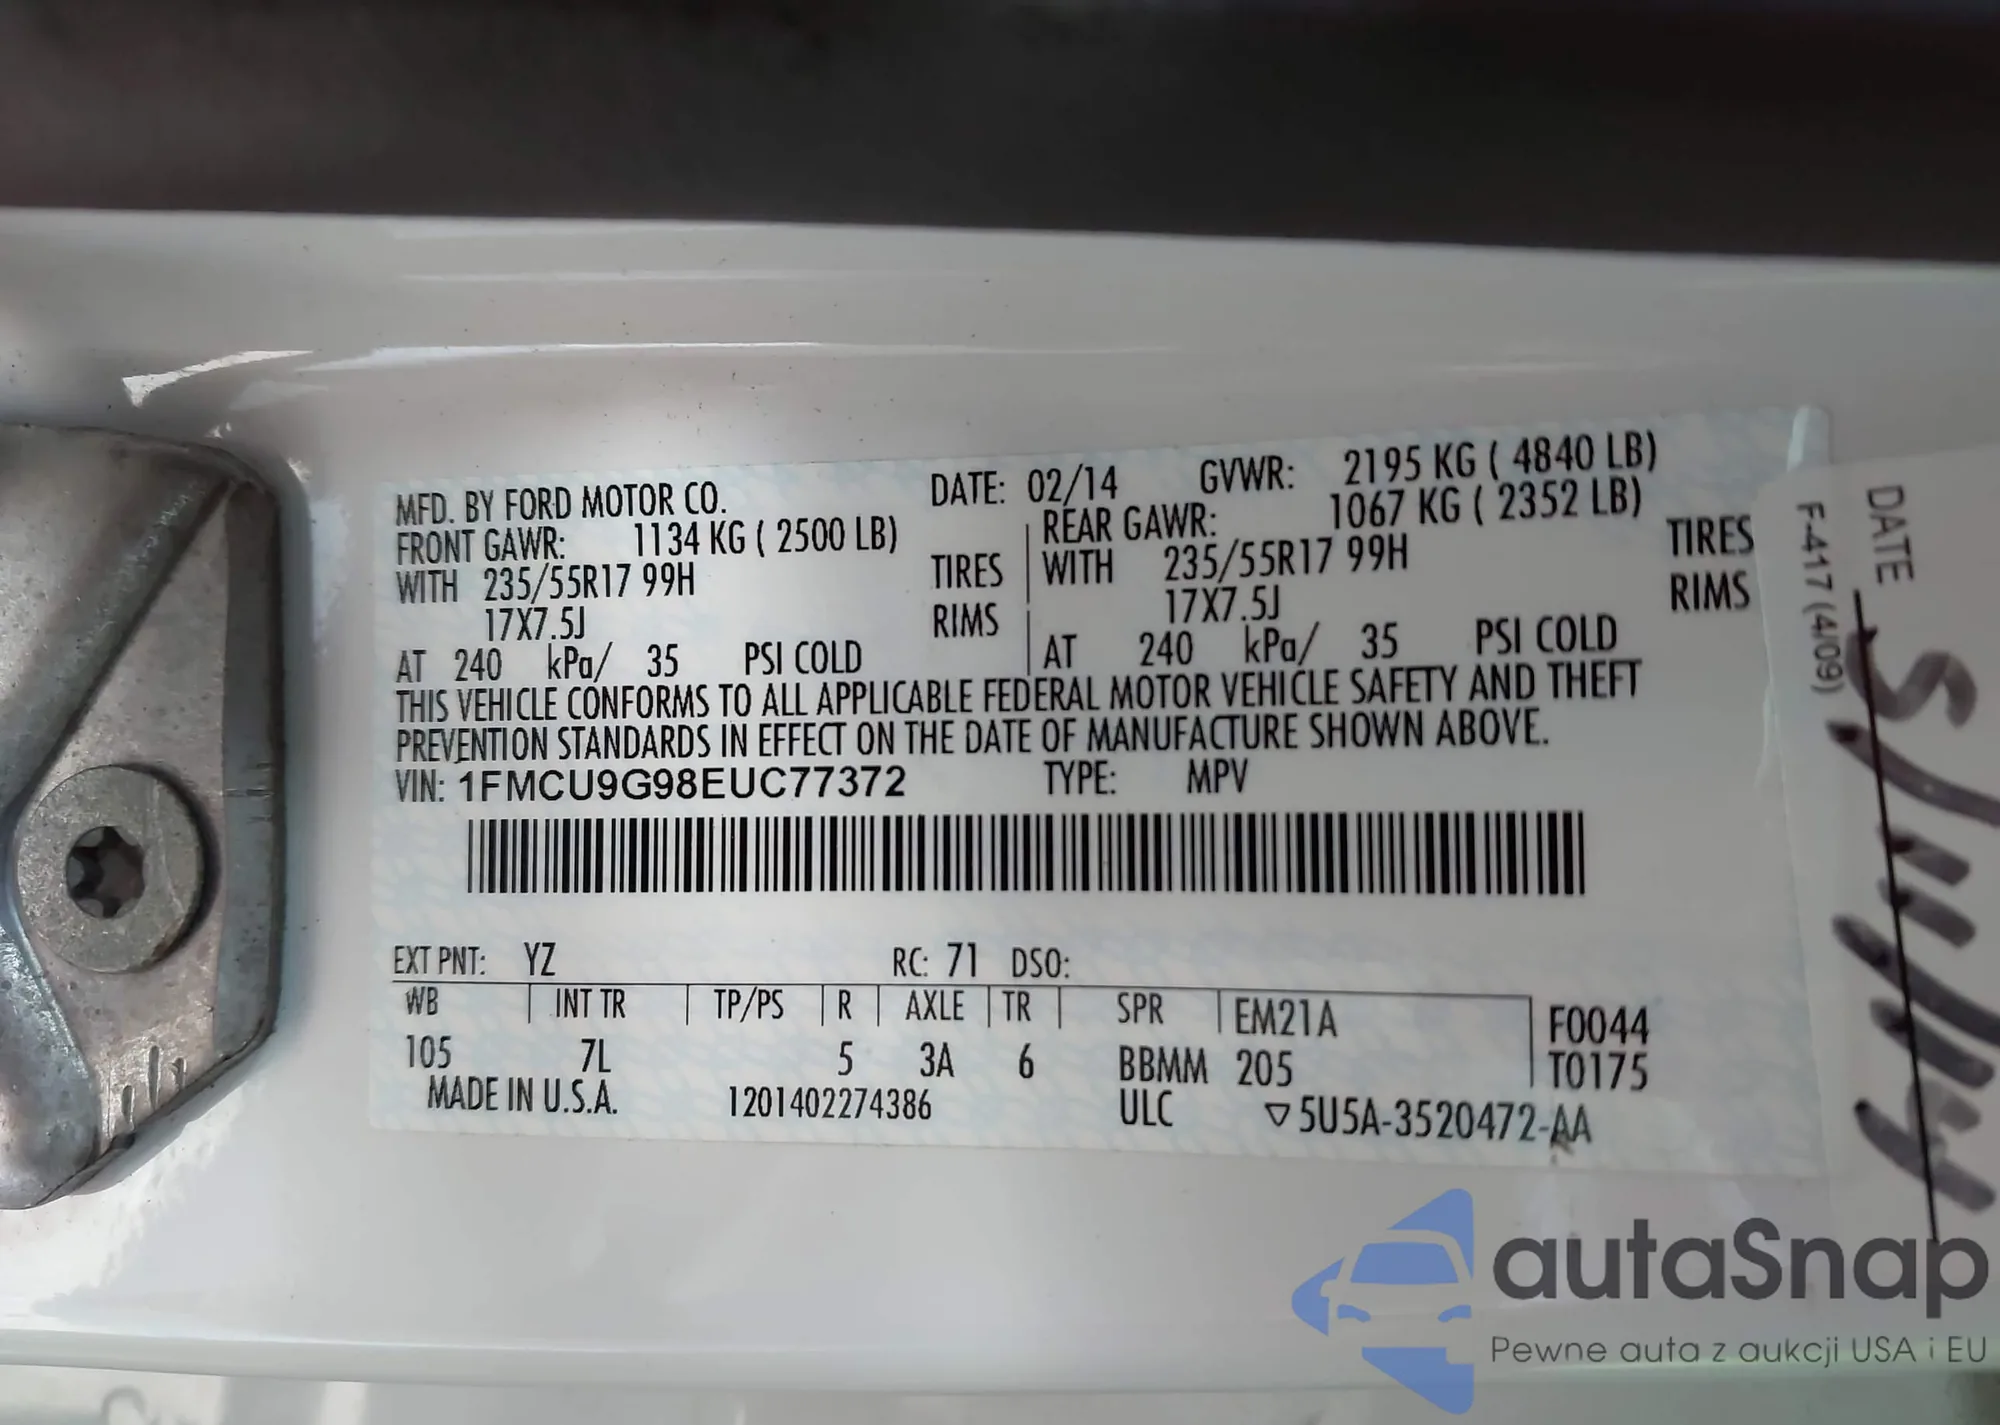 MFD. BY FORD MOTOR CO. DATE: 02/14 GVWR: 2195 KG ( 4840 LB)
FRONT GAWR: 1134 KG ( 2500 LB) REAR GAWR: 1067 KG ( 2352 LB)
WITH 235/55R17 99H TIRES WITH 235/55R17 99H TIRES
17X7.5J RIMS 17X7.5J RIMS
AT 240 kPa/ 35 PSI COLD AT 240 kPa/ 35 PSI COLD
THIS VEHICLE CONFORMS TO ALL APPLICABLE FEDERAL MOTOR VEHICLE SAFETY AND THEFT
PREVENTION STANDARDS IN EFFECT ON THE DATE OF MANUFACTURE SHOWN ABOVE.
VIN: 1FMCU9G98EUC77372 TYPE: MPV
EXT PNT: YZ RC: 71 DSO:
WB INT TR TP/PS R AXLE TR SPR EM21A F0044
105 7L 5 3A 6 BBMM 205 T0175
MADE IN U.S.A. 1201402274386 ULC ▽5U5A-3520472-AA
F-417 (4/09)
DATE
autaSnap
Pewne auta z aukcji USA i EU